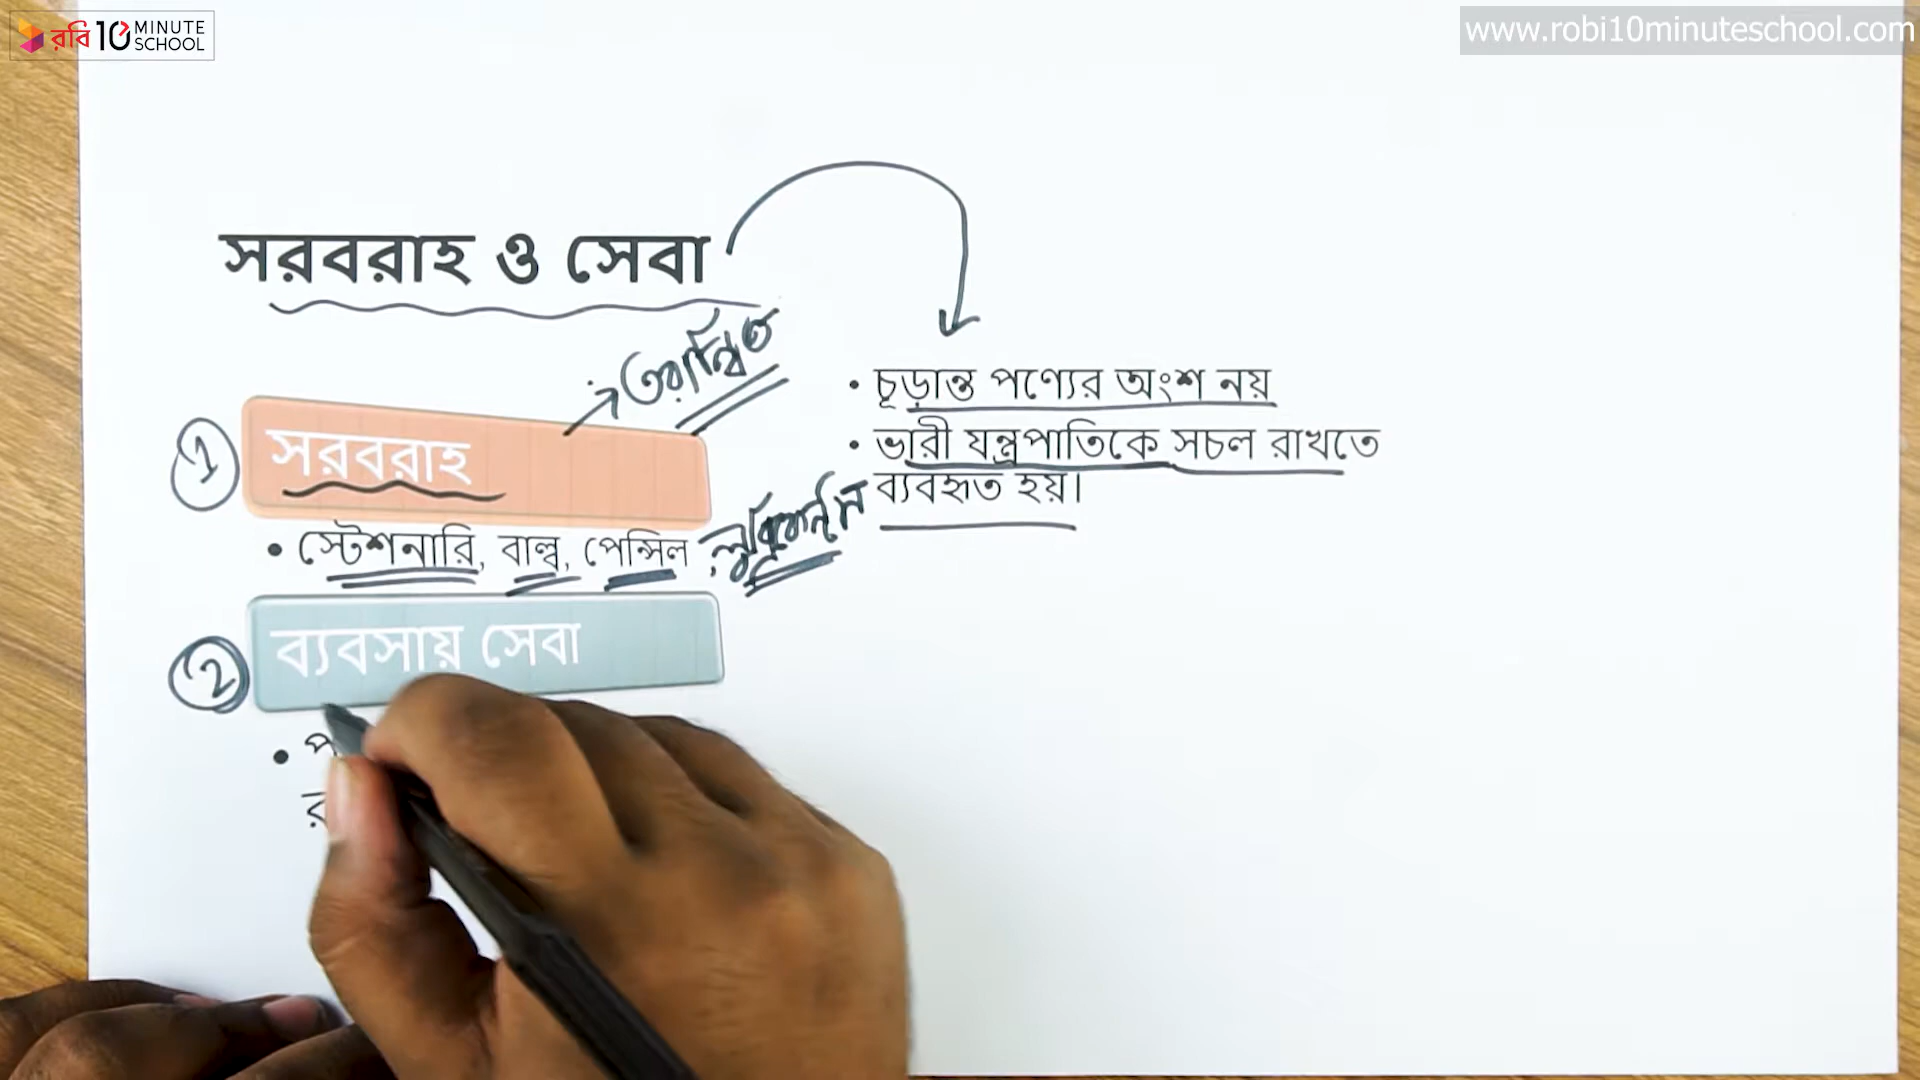 রবি 10 MINUTE SCHOOL
www.robi10minuteschool.com
সরবরাহ ও সেবা
ত্বরান্বিত
1
সরবরাহ
• স্টেশনারি, বাল্ব, পেন্সিল
• চূড়ান্ত পণ্যের অংশ নয়
• ভারী যন্ত্রপাতিকে সচল রাখতে
ব্যবহৃত হয়।
2
ব্যবসায় সেবা